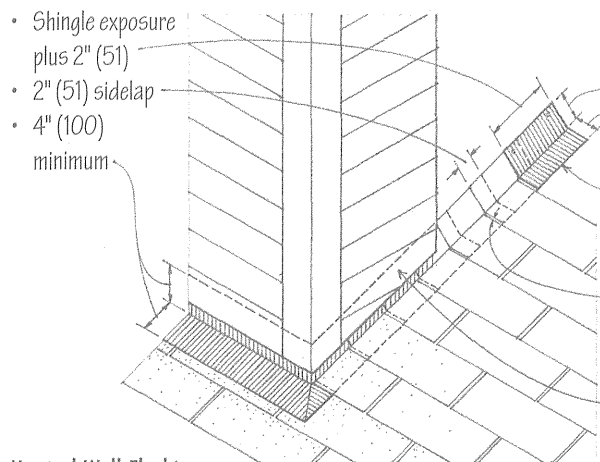 • Shingle exposure
plus 2" (51)
• 2" (51) sidelap
• 4" (100)
minimum